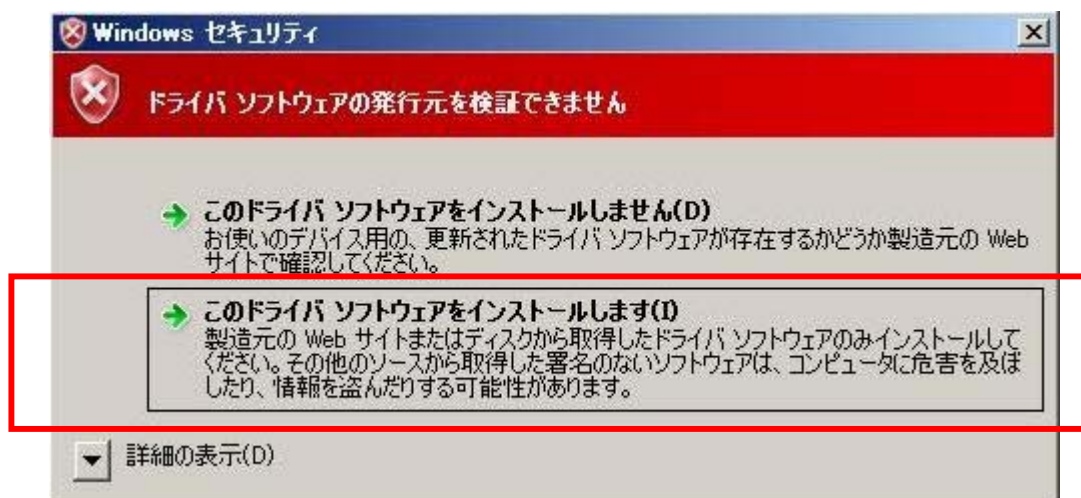 Windows セキュリティ
ドライバ ソフトウェアの発行元を検証できません
このドライバ ソフトウェアをインストールしません(D)
お使いのデバイス用の、更新されたドライバ ソフトウェアが存在するかどうか製造元の Web
サイトで確認してください。
このドライバ ソフトウェアをインストールします(I)
製造元の Web サイトまたはディスクから取得したドライバ ソフトウェアのみインストールして
ください。その他のソースから取得した署名のないソフトウェアは、コンピュータに危害を及ぼ
したり、情報を盗んだりする可能性があります。
詳細の表示(D)